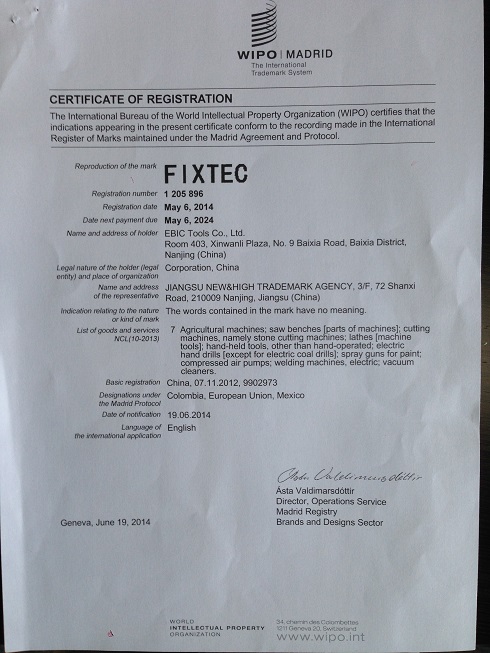 WIPO | MADRID
The International
Trademark System
CERTIFICATE OF REGISTRATION
The International Bureau of the World Intellectual Property Organization (WIPO) certifies that the
indications appearing in the present certificate conform to the recording made in the International
Register of Marks maintained under the Madrid Agreement and Protocol.
Reproduction of the mark FIXTEC
Registration number 1 205 896
Registration date May 6, 2014
Date next payment due May 6, 2024
Name and address of holder EBIC Tools Co., Ltd.
Room 403, Xinwanli Plaza, No. 9 Baixia Road, Baixia District,
Nanjing (China)
Legal nature of the holder (legal Corporation, China
entity) and place of organization
Name and address JIANGSU NEW&HIGH TRADEMARK AGENCY, 3/F, 72 Shanxi
of the representative Road, 210009 Nanjing, Jiangsu (China)
Indication relating to the nature The words contained in the mark have no meaning.
or kind of mark
List of goods and services 7 Agricultural machines; saw benches [parts of machines]; cutting
NCL(10-2013) machines, namely stone cutting machines; lathes [machine
tools]; hand-held tools, other than hand-operated; electric
hand drills [except for electric coal drills]; spray guns for paint;
compressed air pumps; welding machines, electric; vacuum
cleaners.
Basic registration China, 07.11.2012, 9902973
Designations under Colombia, European Union, Mexico
the Madrid Protocol
Date of notification 19.06.2014
Language of English
the international application
Ásta Valdimarsdóttir
Ásta Valdimarsdóttir
Director, Operations Service
Madrid Registry
Brands and Designs Sector
Geneva, June 19, 2014
WORLD
INTELLECTUAL PROPERTY
ORGANIZATION
34, chemin des Colombettes
1211 Geneva 20, Switzerland
www.wipo.int